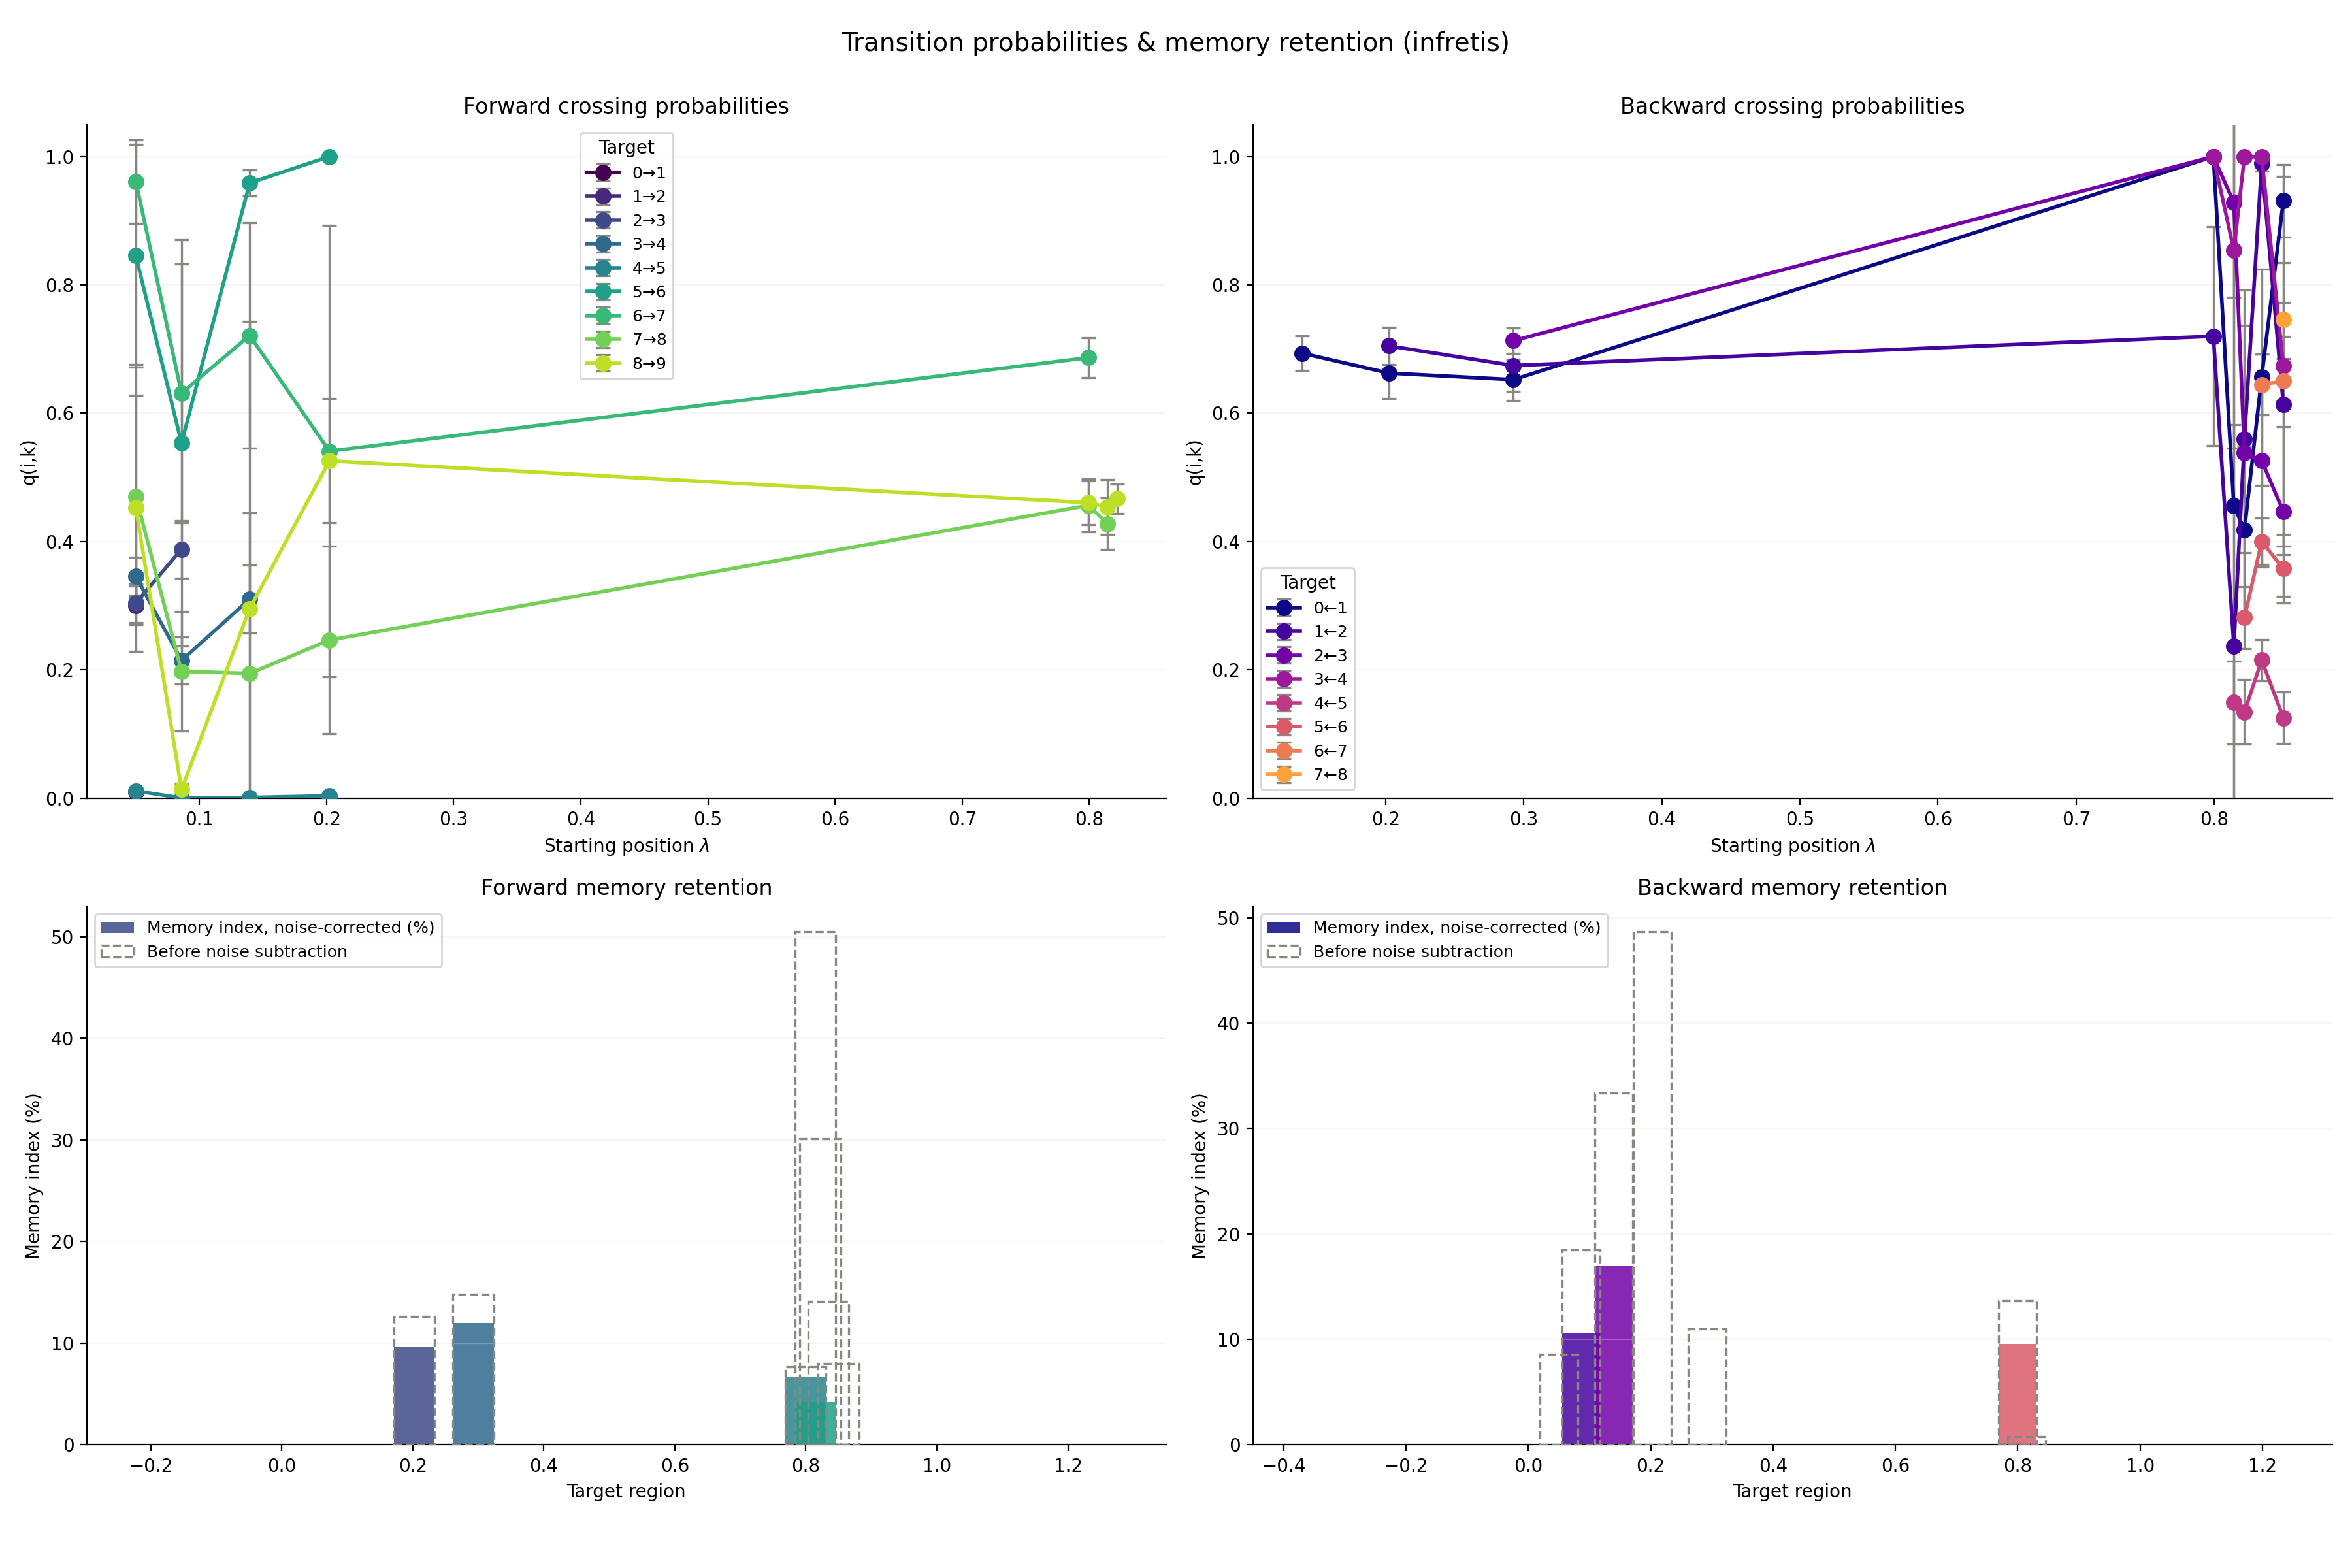 Transition probabilities & memory retention (infretis)
Forward crossing probabilities
q(i,k)
1.0
0.8
0.6
0.4
0.2
0.0
Target
0→1
1→2
2→3
3→4
4→5
5→6
6→7
7→8
8→9
0.1 0.2 0.3 0.4 0.5 0.6 0.7 0.8
Starting position λ
Backward crossing probabilities
q(i,k)
1.0
0.8
0.6
0.4
0.2
0.0
Target
0←1
1←2
2←3
3←4
4←5
5←6
6←7
7←8
0.2 0.3 0.4 0.5 0.6 0.7 0.8
Starting position λ
Forward memory retention
Memory index (%)
50
40
30
20
10
0
Memory index, noise-corrected (%)
Before noise subtraction
−0.2 0.0 0.2 0.4 0.6 0.8 1.0 1.2
Target region
Backward memory retention
Memory index (%)
50
40
30
20
10
0
Memory index, noise-corrected (%)
Before noise subtraction
−0.4 −0.2 0.0 0.2 0.4 0.6 0.8 1.0 1.2
Target region